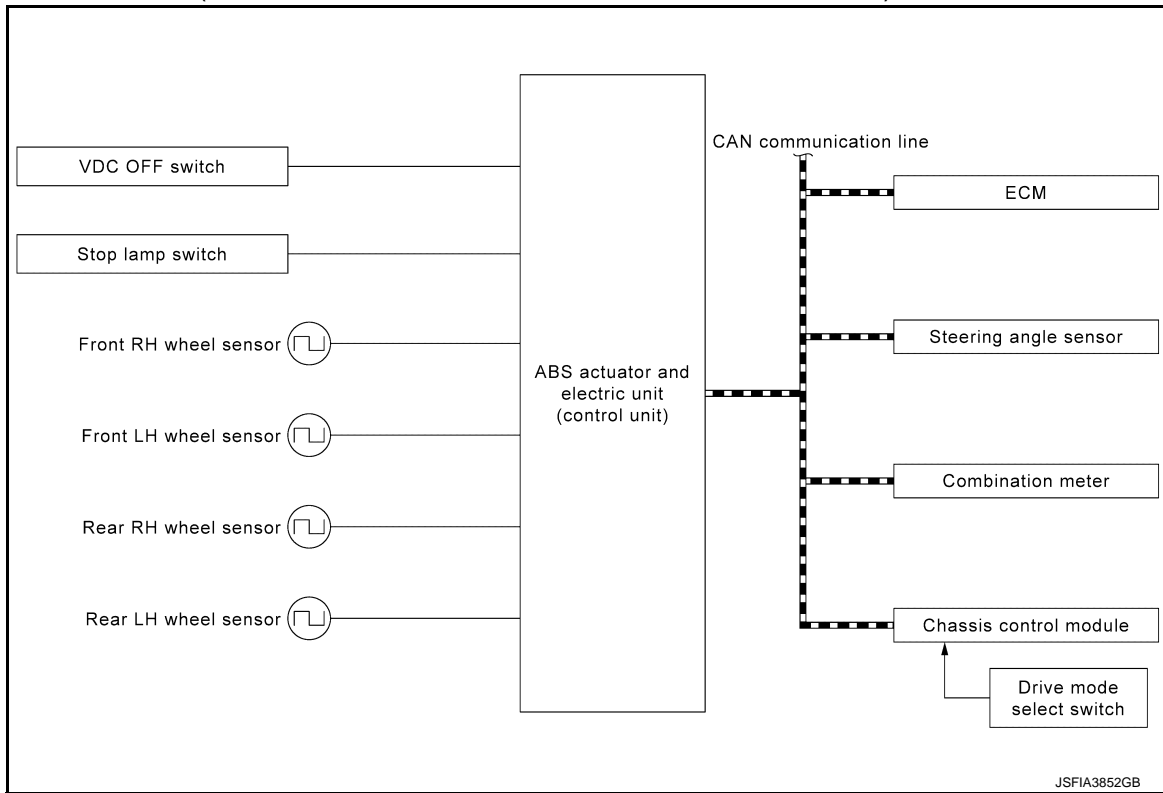 VDC OFF switch
Stop lamp switch
Front RH wheel sensor
Front LH wheel sensor
Rear RH wheel sensor
Rear LH wheel sensor
ABS actuator and
electric unit
(control unit)
CAN communication line
ECM
Steering angle sensor
Combination meter
Chassis control module
Drive mode
select switch
JSFIA3852GB